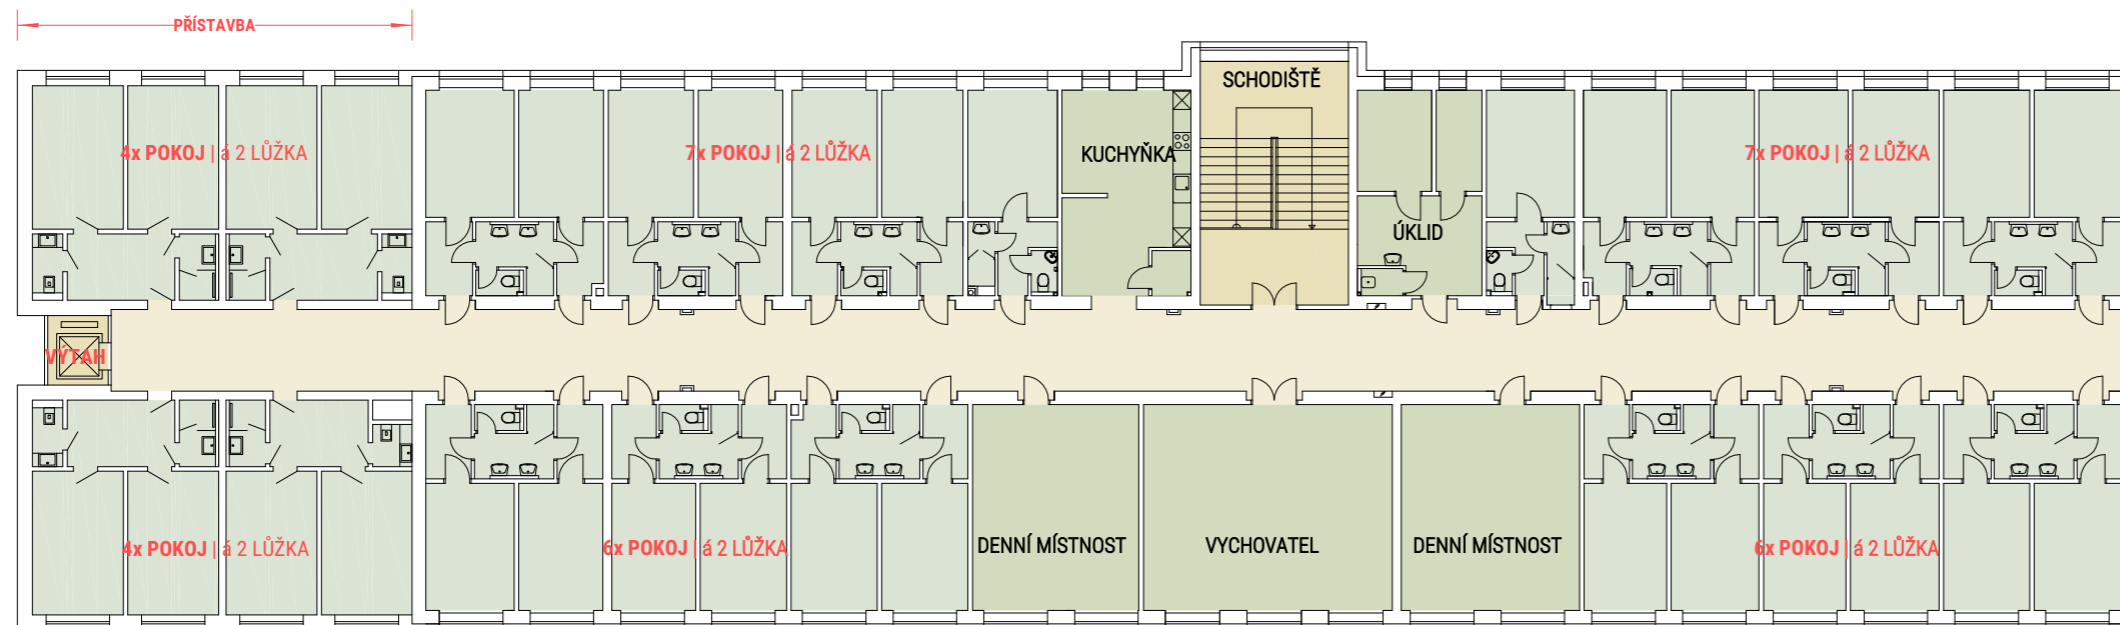 PŘÍSTAVBA
SCHODIŠTĚ
4x POKOJ | á 2 LŮŽKA
7x POKOJ | á 2 LŮŽKA
KUCHYŇKA
7x POKOJ | á 2 LŮŽKA
ÚKLID
VÝTAH
4x POKOJ | á 2 LŮŽKA
6x POKOJ | á 2 LŮŽKA
DENNÍ MÍSTNOST
VYCHOVATEL
DENNÍ MÍSTNOST
6x POKOJ | á 2 LŮŽKA